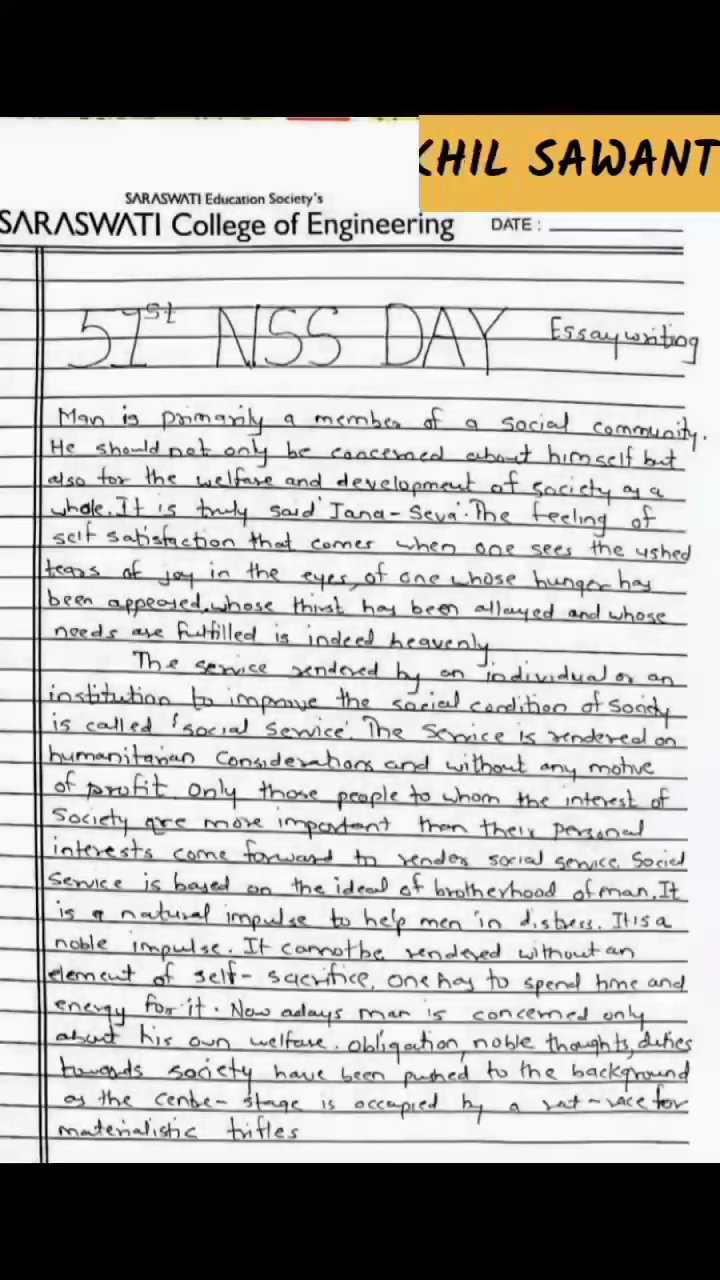 KHIL SAWANT
SARASWATI Education Society's
SARASWATI College of Engineering DATE :
51st NSS DAY Essay writing
Man is primarily a member of a social community.
He should not only be concerned about himself but
also for the welfare and development of society as a
whole. It is truly said 'Jana-Seva'. The feeling of
self satisfaction that comes when one sees the ushed
tears of joy in the eyes, of one whose hunger has
been appeased, whose thirst has been allayed and whose
needs are fulfilled is indeed heavenly
The service rendered by an individual or an
institution to improve the social condition of society
is called 'social service'. The service is rendered on
humanitarian considerations and without any motive
of profit. Only those people to whom the interest of
society are more important than their personal
interests come forward to render social service. Social
service is based on the ideal of brotherhood of man. It
is a natural impulse to help men in distress. It is a
noble impulse. It cannot be rendered without an
element of self-sacrifice, one has to spend time and
energy for it. Now adays man is concerned only
about his own welfare. obligation, noble thoughts, duties
towards society have been pushed to the background
as the cente-stage is occupied by a rat-race for
materialistic trifles